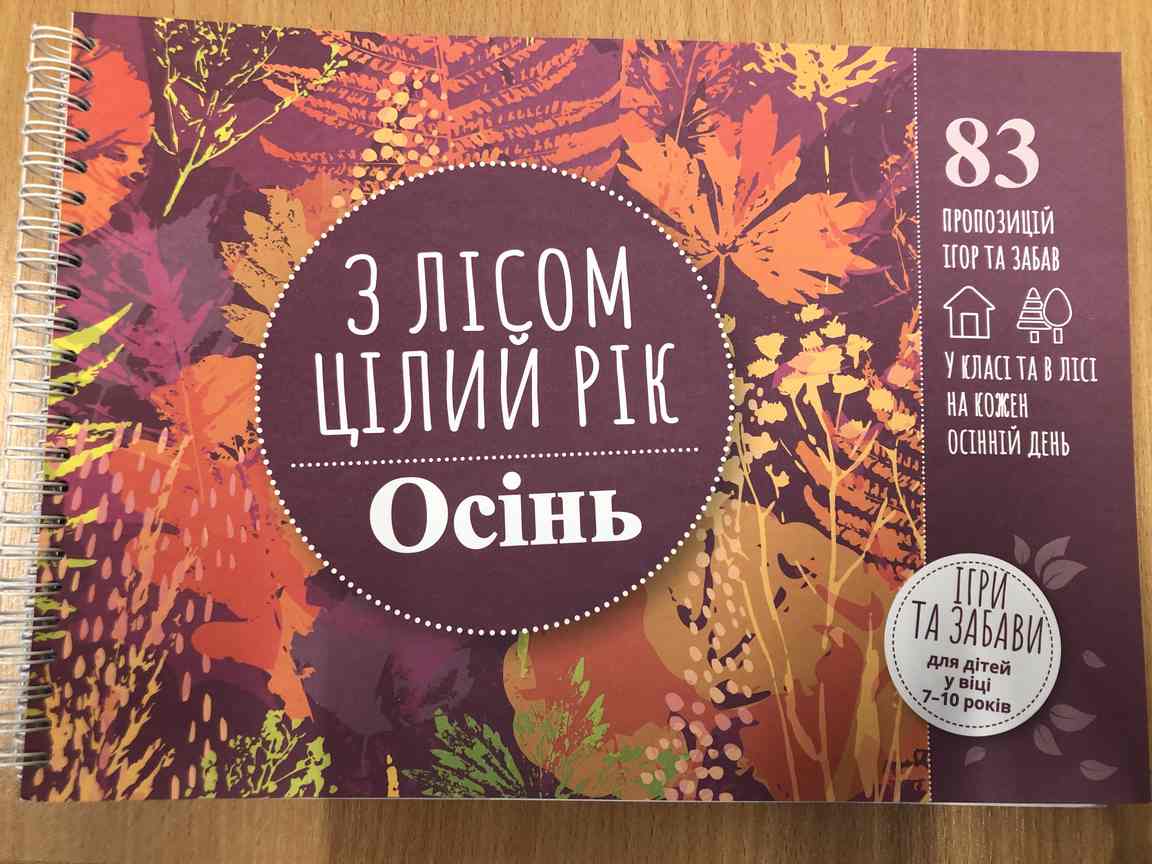 З ЛІСОМ
ЦІЛИЙ РІК
Осінь
83
ПРОПОЗИЦІЙ
ІГОР ТА ЗАБАВ
У КЛАСІ ТА В ЛІСІ
НА КОЖЕН
ОСІННІЙ ДЕНЬ
ІГРИ
ТА ЗАБАВИ
для дітей
у віці
7–10 років